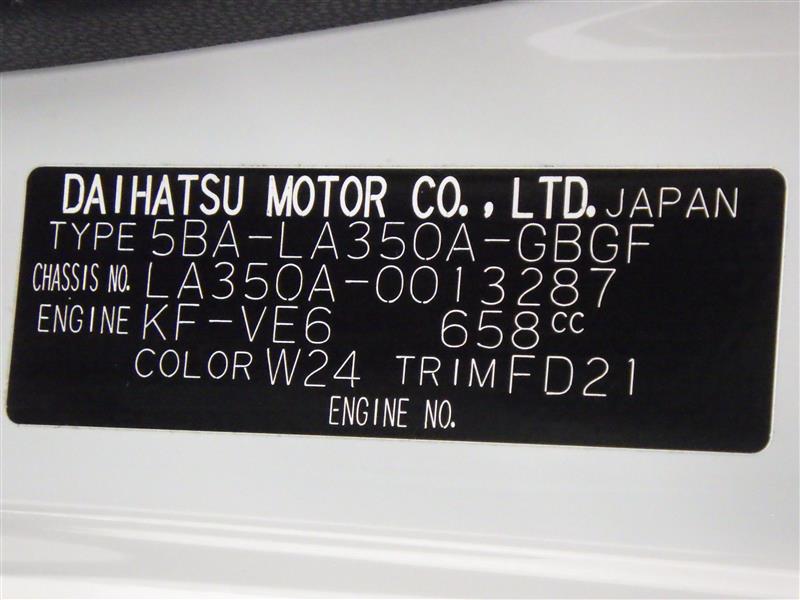 DAIHATSU MOTOR CO., LTD. JAPAN
TYPE 5BA-LA350A-GBGF
CHASSIS NO. LA350A-0013287
ENGINE KF-VE6 658cc
COLOR W24 TRIM FD21
ENGINE NO.